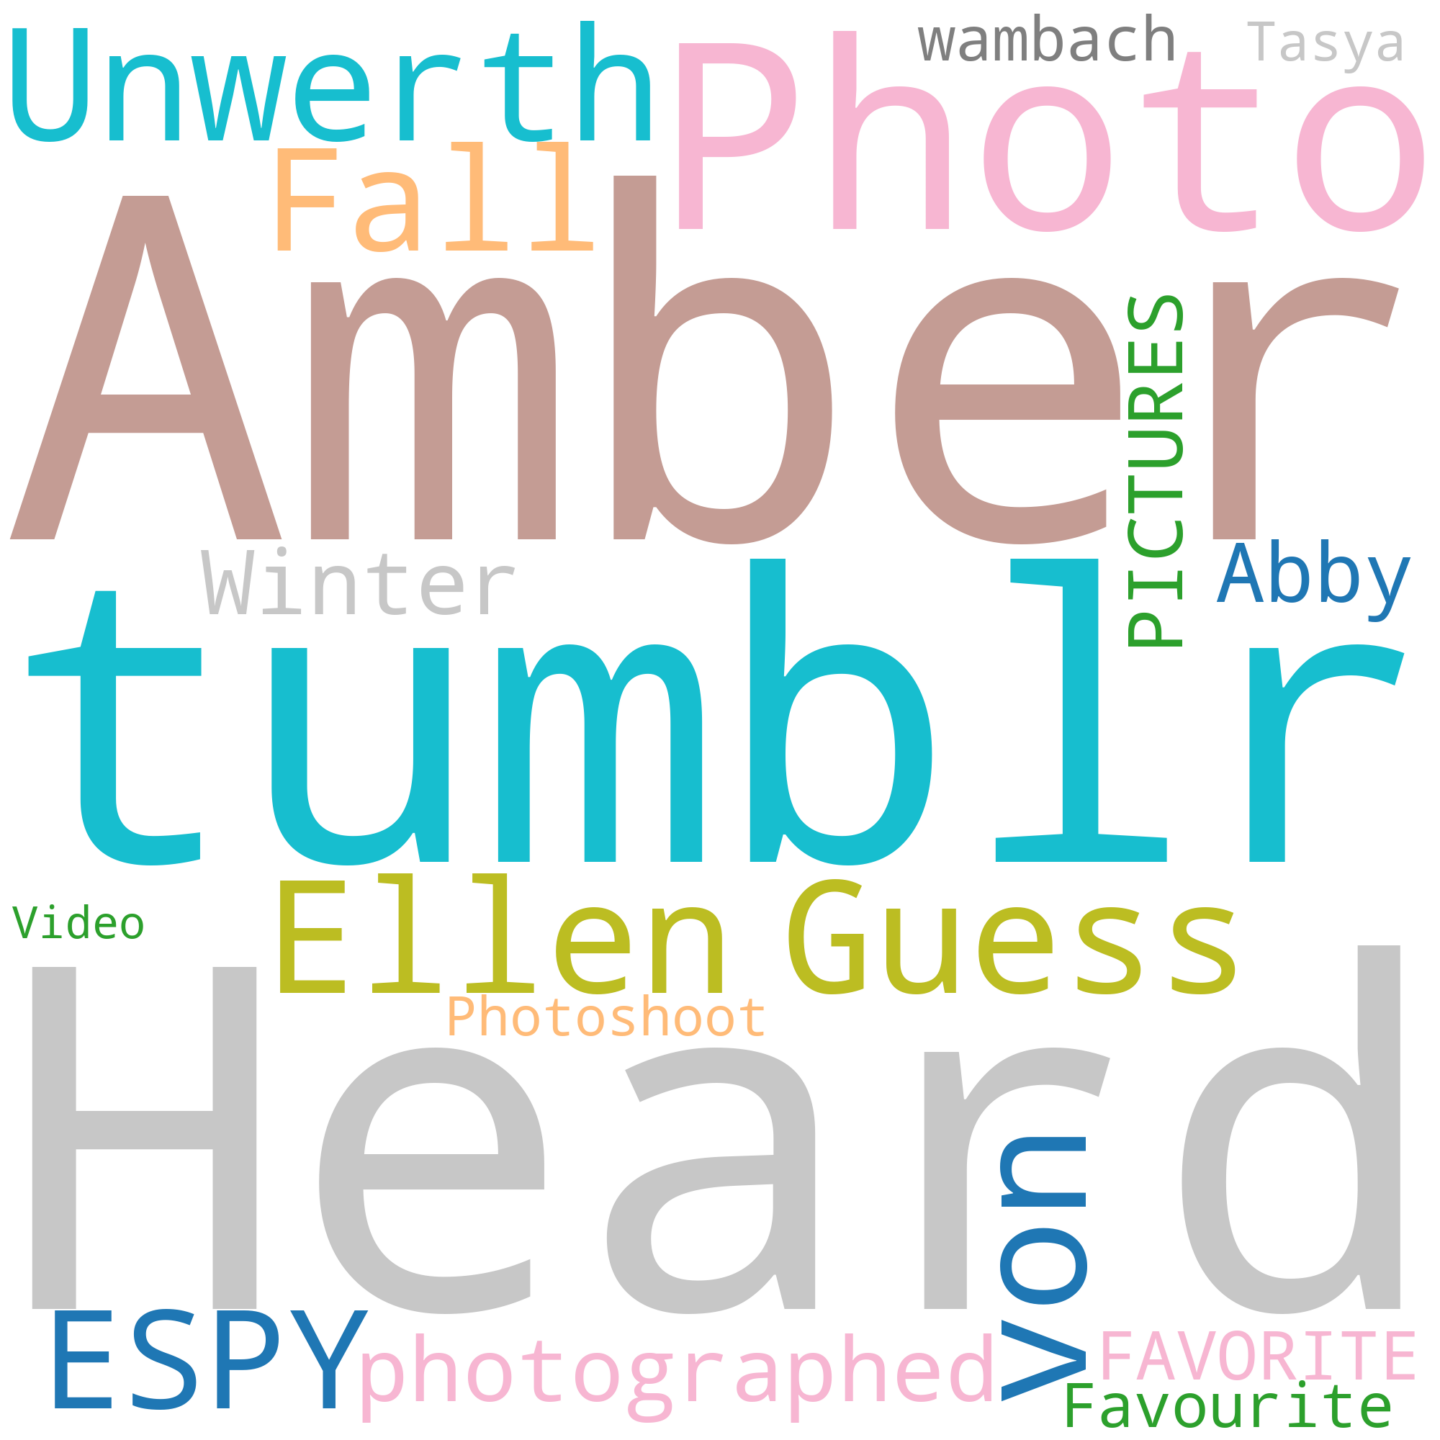 Unwerth
Photo
wambach
Tasya
Fall
Amber
PICTURES
Winter
Abby
tumblr
Video
Ellen
Guess
Photoshoot
Heard
von
ESPY
photographed
FAVORITE
Favourite